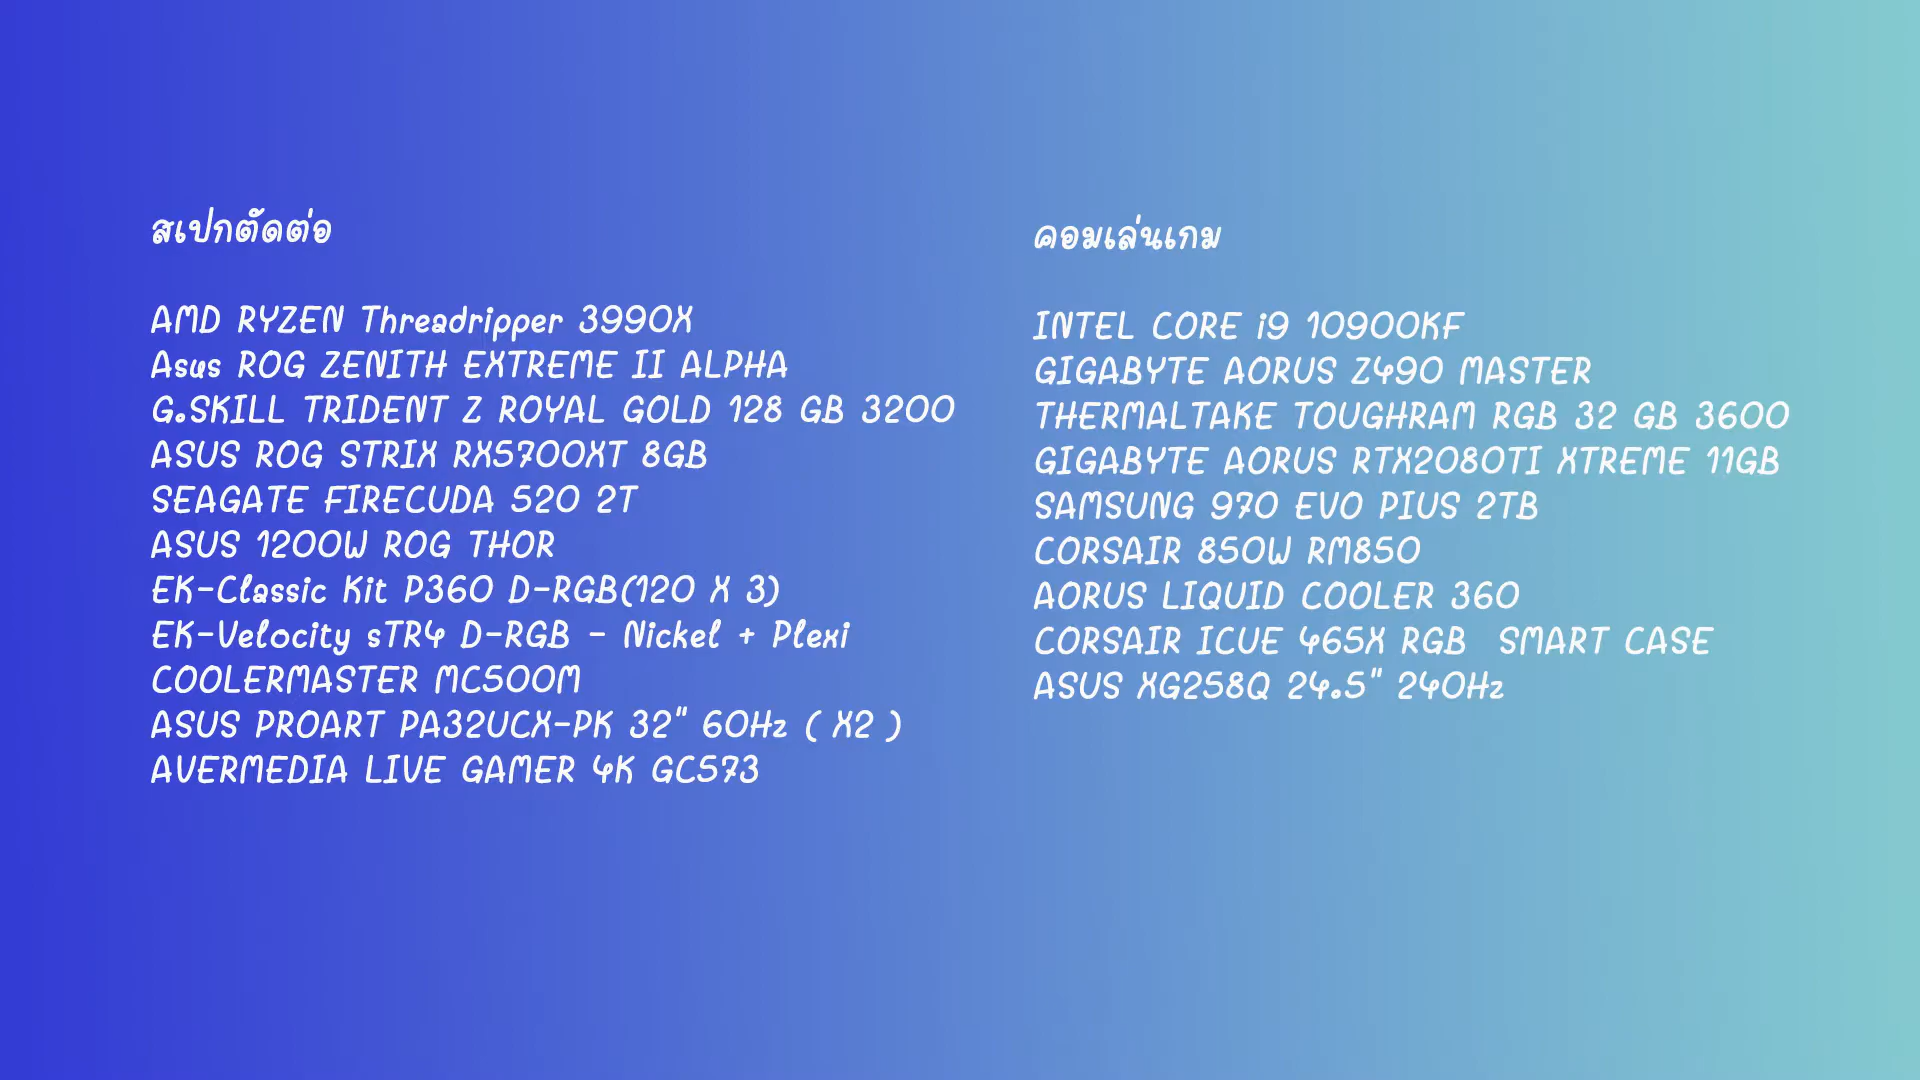 สเปกตัดต่อ
AMD RYZEN Threadripper 3990X
Asus ROG ZENITH EXTREME II ALPHA
G.SKILL TRIDENT Z ROYAL GOLD 128 GB 3200
ASUS ROG STRIX RX5700XT 8GB
SEAGATE FIRECUDA 520 2T
ASUS 1200W ROG THOR
EK-Classic Kit P360 D-RGB(120 X 3)
EK-Velocity sTR4 D-RGB - Nickel + Plexi
COOLERMASTER MC500M
ASUS PROART PA32UCX-PK 32" 60Hz ( X2 )
AVERMEDIA LIVE GAMER 4K GC573
คอมเล่นเกม
INTEL CORE i9 10900KF
GIGABYTE AORUS Z490 MASTER
THERMALTAKE TOUGHRAM RGB 32 GB 3600
GIGABYTE AORUS RTX2080TI XTREME 11GB
SAMSUNG 970 EVO PIUS 2TB
CORSAIR 850W RM850
AORUS LIQUID COOLER 360
CORSAIR ICUE 465X RGB  SMART CASE
ASUS XG258Q 24.5" 240Hz